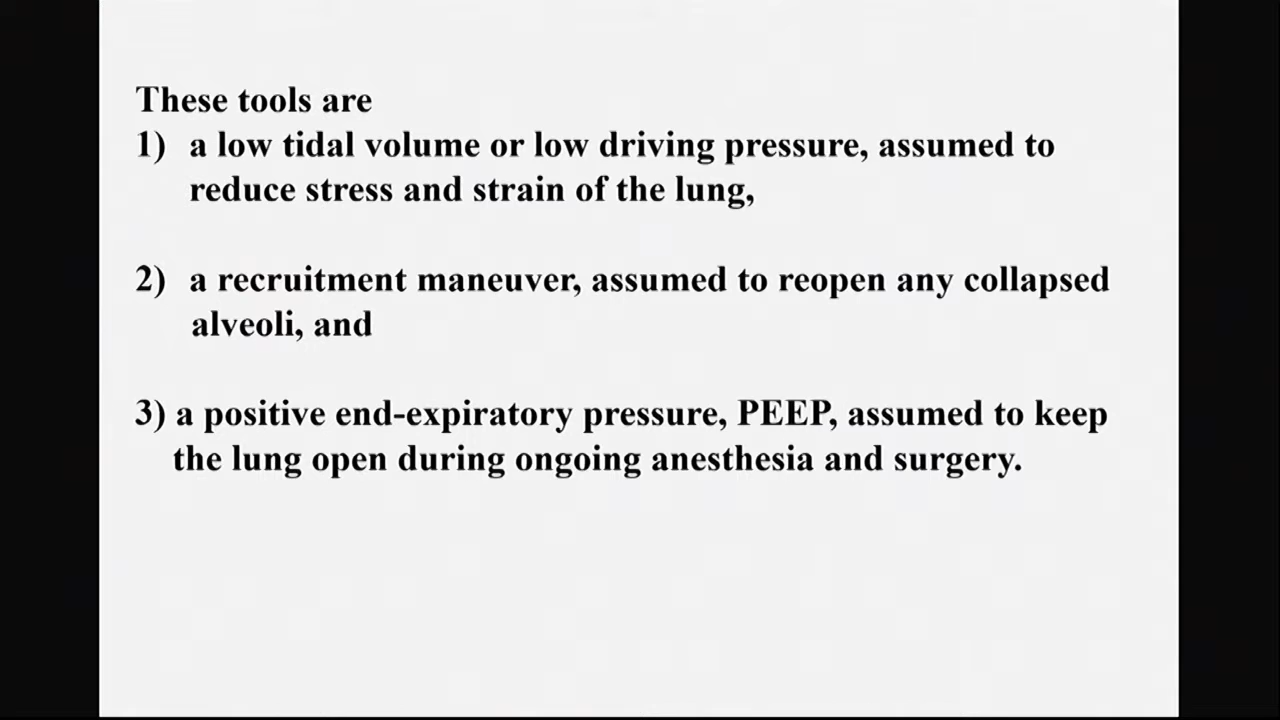 These tools are
1) a low tidal volume or low driving pressure, assumed to
reduce stress and strain of the lung,
2) a recruitment maneuver, assumed to reopen any collapsed
alveoli, and
3) a positive end-expiratory pressure, PEEP, assumed to keep
the lung open during ongoing anesthesia and surgery.